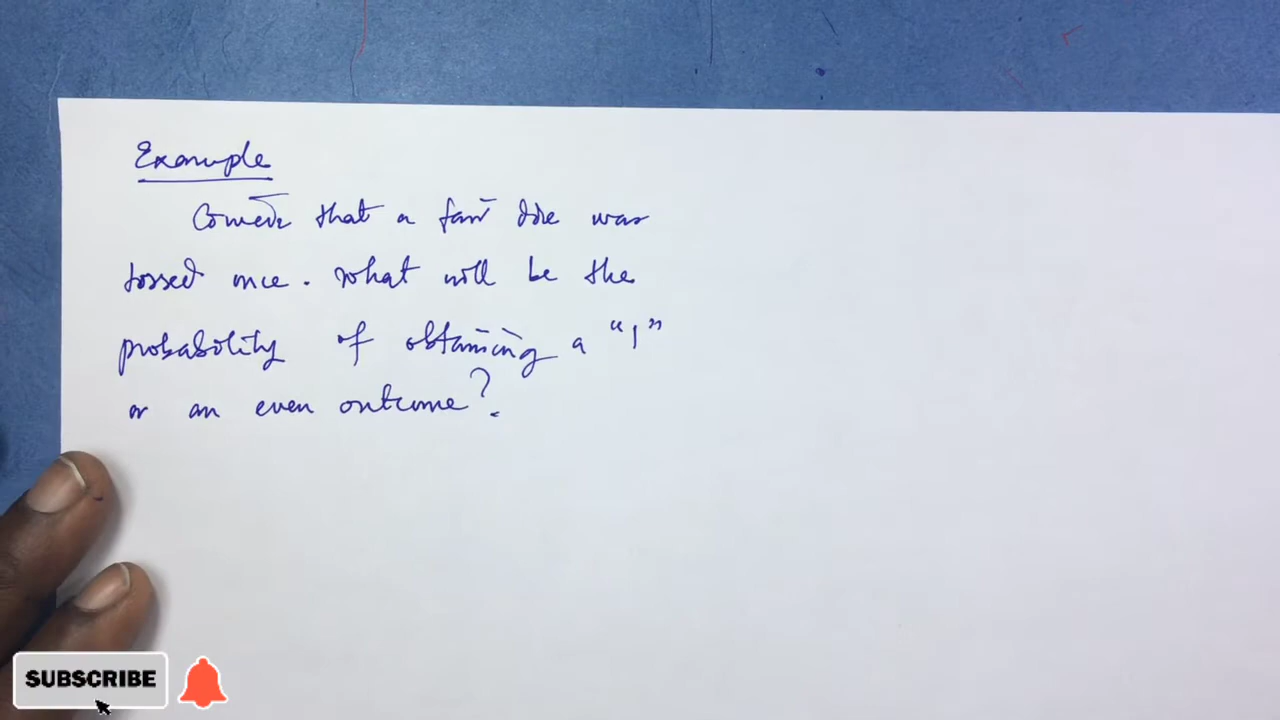 Example
Consider that a fair die was
tossed once. What will be the
probability of obtaining a "1"
or an even outcome?
SUBSCRIBE